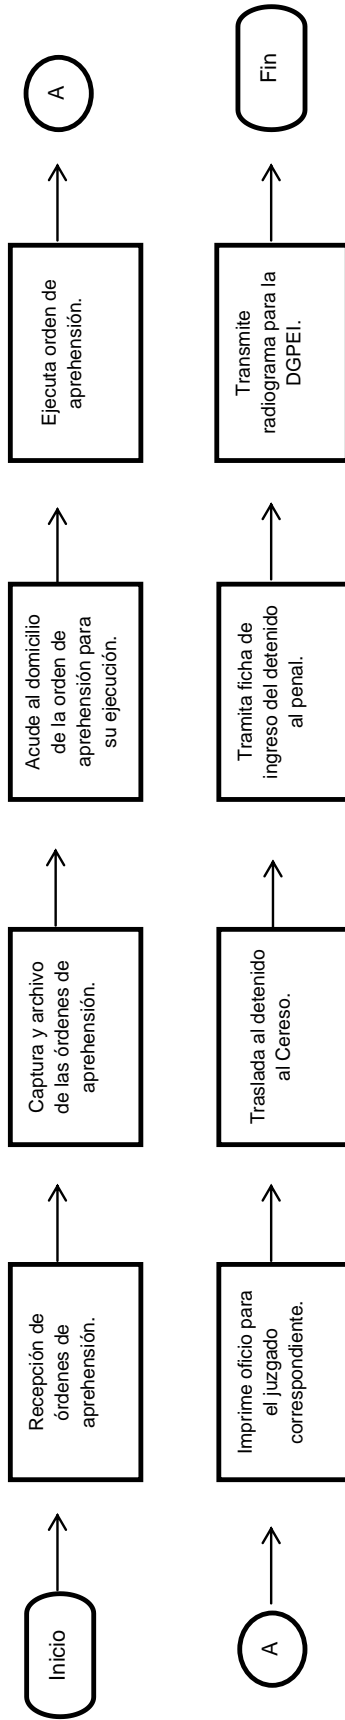 Inicio
Recepción de
órdenes de
aprehensión.
Captura y archivo
de las órdenes de
aprehensión.
Acude al domicilio
de la orden de
aprehensión para
su ejecución.
Ejecuta orden de
aprehensión.
A
A
Imprime oficio para
el juzgado
correspondiente.
Traslada al detenido
al Cereso.
Tramita ficha de
ingreso del detenido
al penal.
Transmite
radiograma para la
DGPEI.
Fin